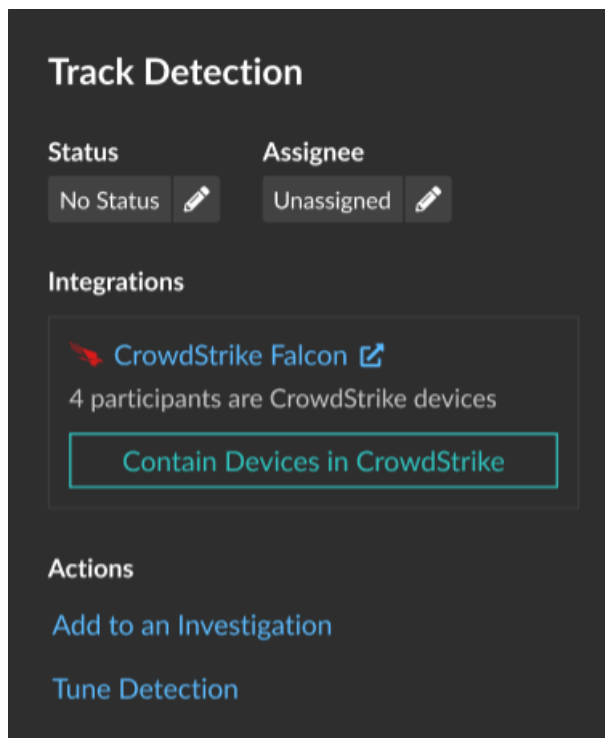 Track Detection
Status Assignee
No Status Unassigned
Integrations
CrowdStrike Falcon
4 participants are CrowdStrike devices
Contain Devices in CrowdStrike
Actions
Add to an Investigation
Tune Detection